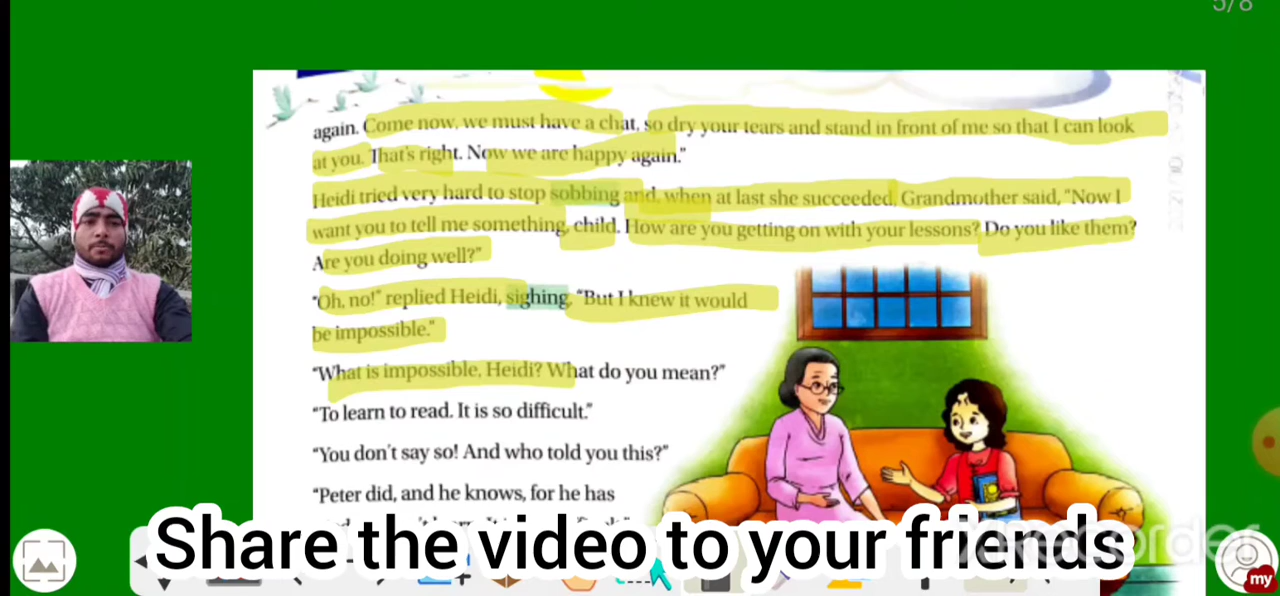 5/8
again. Come now, we must have a chat, so dry your tears and stand in front of me so that I can look
at you. That's right. Now we are happy again."
Heidi tried very hard to stop sobbing and, when at last she succeeded, Grandmother said, "Now I
want you to tell me something, child. How are you getting on with your lessons? Do you like them?
Are you doing well?"
"Oh, no!" replied Heidi, sighing, "But I knew it would
be impossible."
"What is impossible, Heidi? What do you mean?"
"To learn to read. It is so difficult."
"You don't say so! And who told you this?"
"Peter did, and he knows, for he has
Share the video to your friends
my